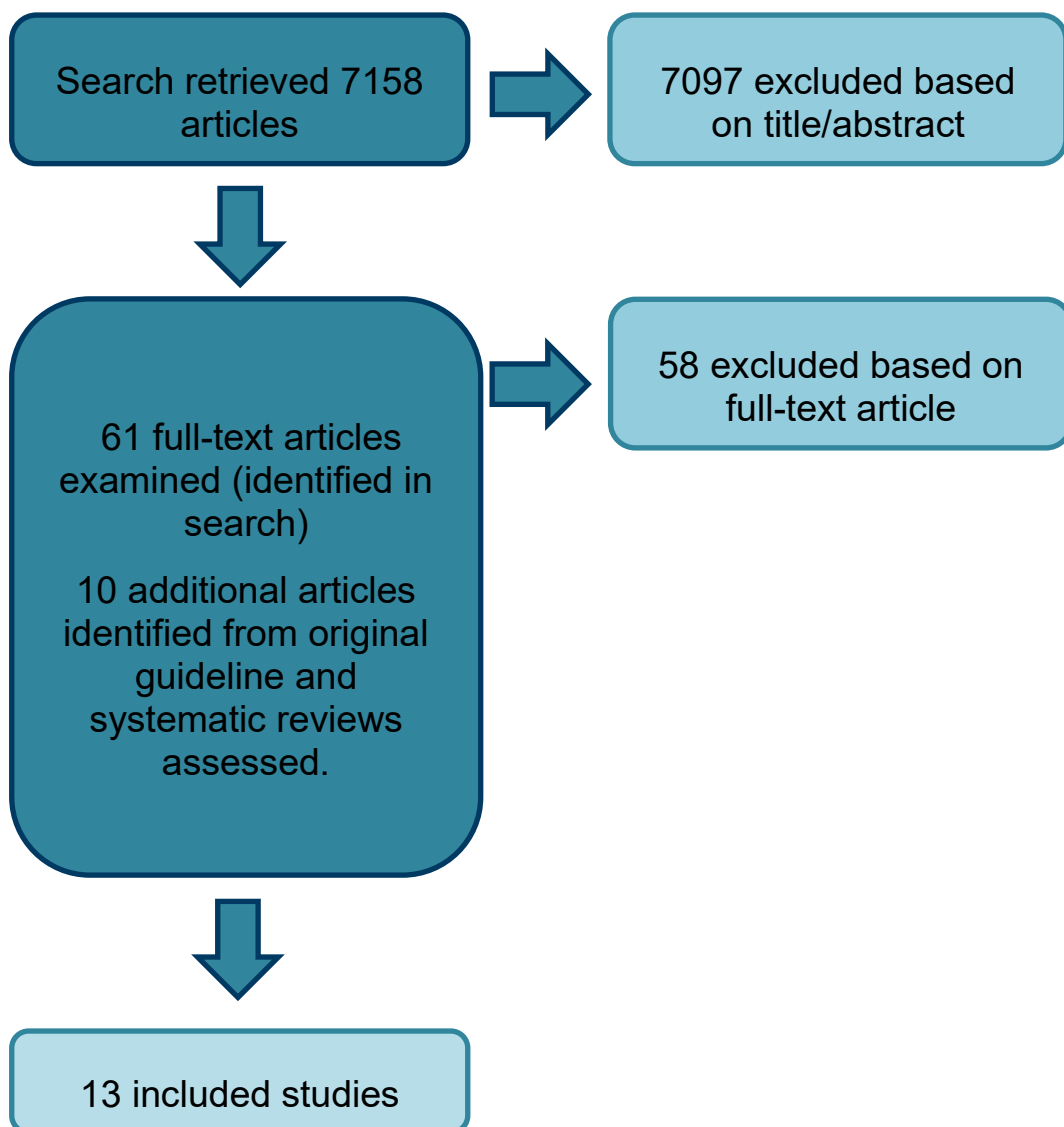 Search retrieved 7158
articles
7097 excluded based
on title/abstract
61 full-text articles
examined (identified in
search)
10 additional articles
identified from original
guideline and
systematic reviews
assessed.
58 excluded based on
full-text article
13 included studies